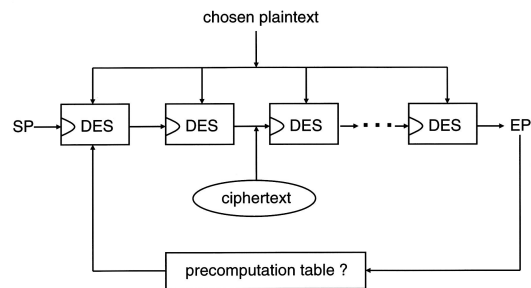 chosen plaintext
SP DES DES DES DES EP
ciphertext
precomputation table ?